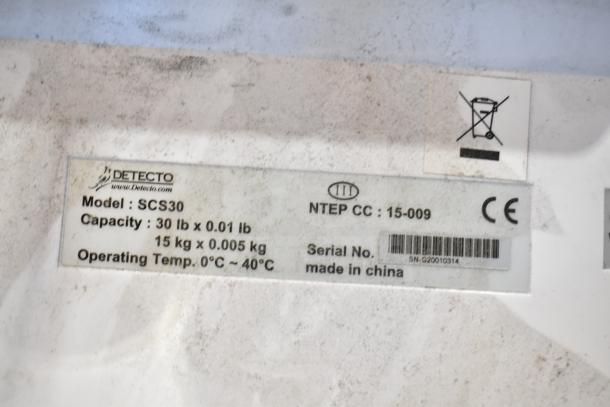 DETECTO
www.Detecto.com
Model : SCS30
Capacity : 30 lb x 0.01 lb
15 kg x 0.005 kg
Operating Temp. 0°C ~ 40°C
III
NTEP CC : 15-009
CE
Serial No.
SN-G20010314
made in china